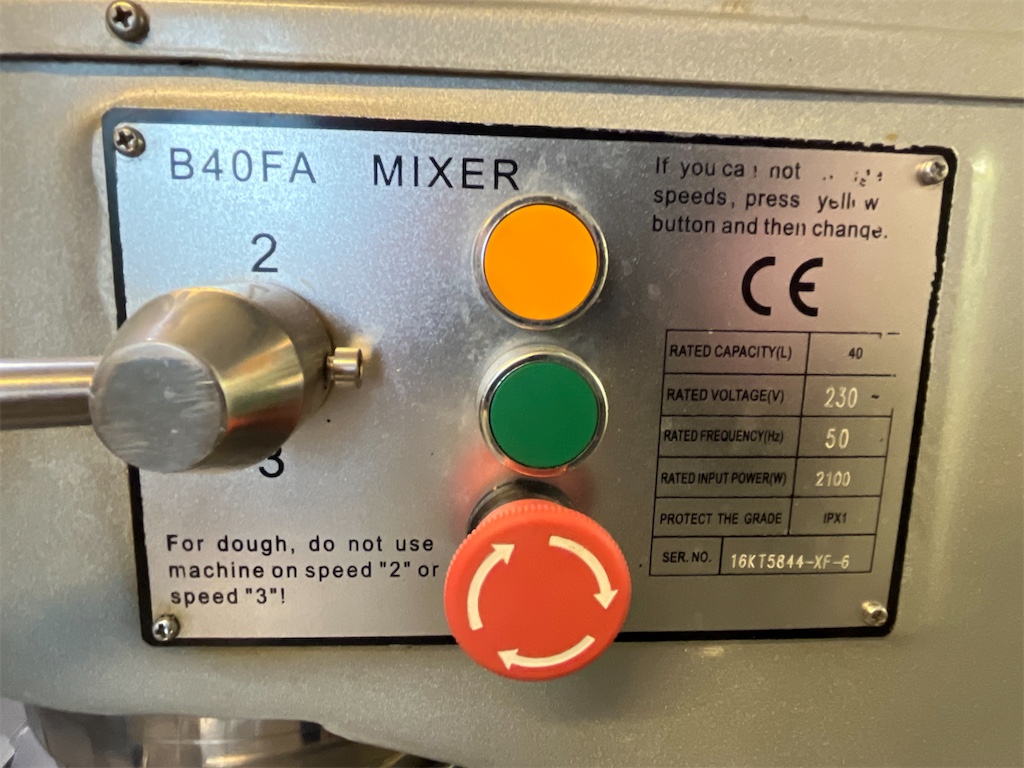 B40FA MIXER
2
3
For dough, do not use
machine on speed "2" or
speed "3"!
If you can not
speeds, press yellow
button and then change.
CE
RATED CAPACITY(L) 40
RATED VOLTAGE(V) 230 ~
RATED FREQUENCY(Hz) 50
RATED INPUT POWER(W) 2100
PROTECT THE GRADE IPX1
SER. NO. 16KT5844-XF-6